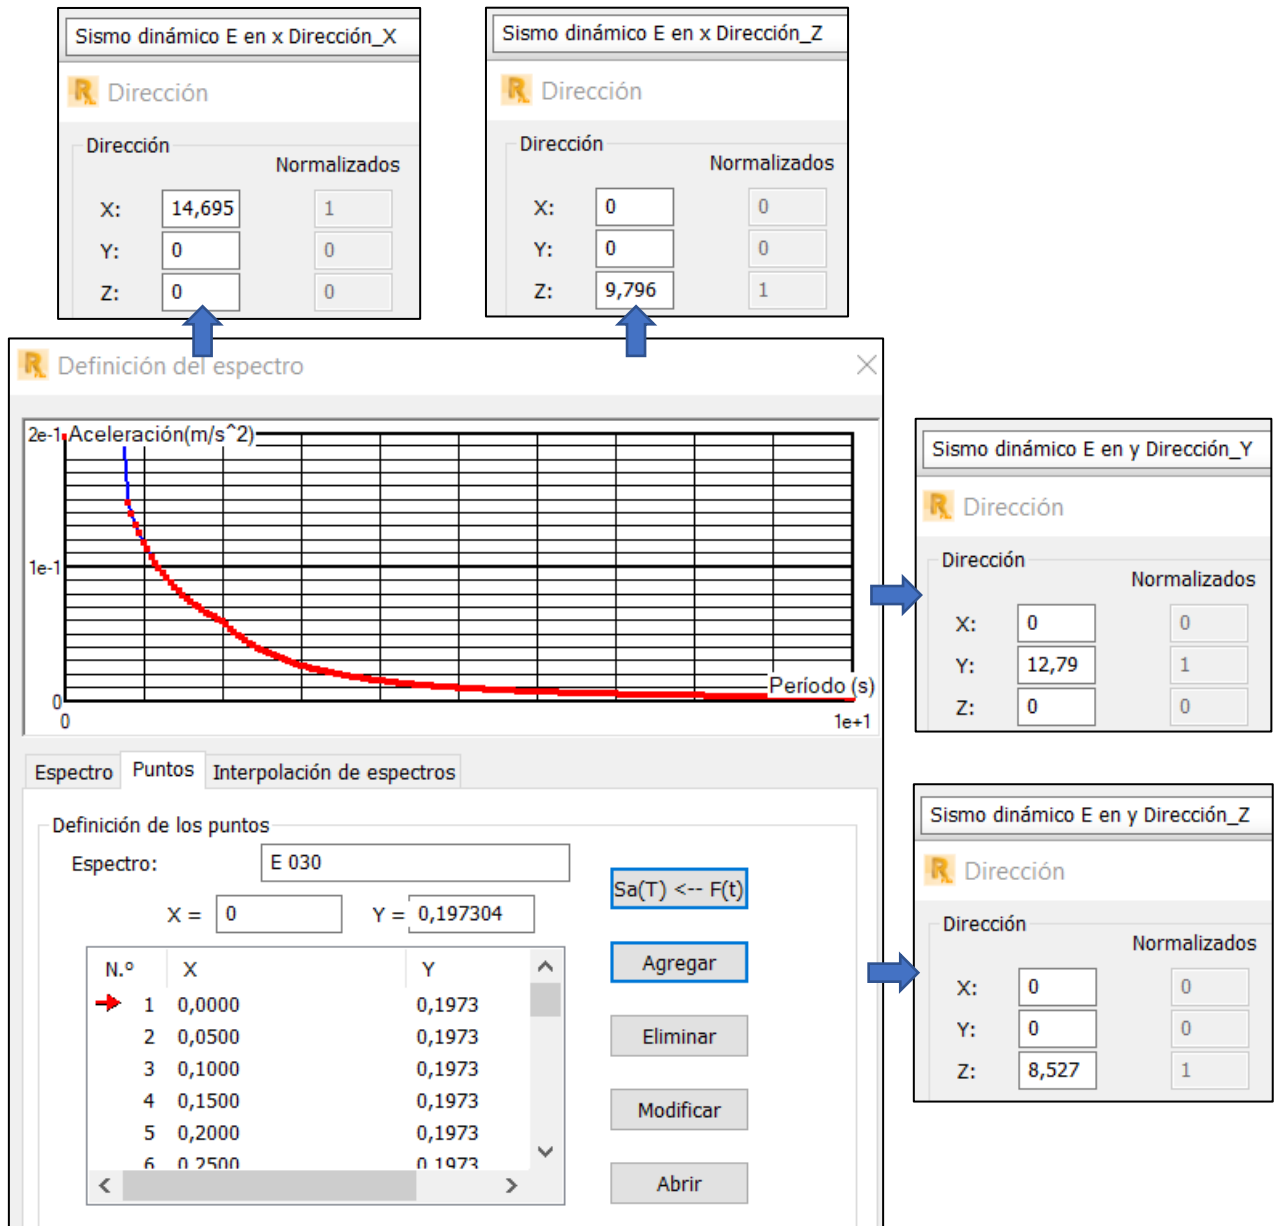 Sismo dinámico E en x Dirección_X
Dirección
Dirección
Normalizados
X: 14,695 1
Y: 0 0
Z: 0 0
Sismo dinámico E en x Dirección_Z
Dirección
Dirección
Normalizados
X: 0 0
Y: 0 0
Z: 9,796 1
Definición del espectro
2e-1 Aceleración(m/s^2)
1e-1
Período (s)
0
0 1e+1
Espectro Puntos Interpolación de espectros
Definición de los puntos
Espectro: E 030
X = 0 Y = 0,197304
N.º X Y
1 0,0000 0,1973
2 0,0500 0,1973
3 0,1000 0,1973
4 0,1500 0,1973
5 0,2000 0,1973
6 0,2500 0,1973
Sa(T) <-- F(t)
Agregar
Eliminar
Modificar
Abrir
Sismo dinámico E en y Dirección_Y
Dirección
Dirección
Normalizados
X: 0 0
Y: 12,79 1
Z: 0 0
Sismo dinámico E en y Dirección_Z
Dirección
Dirección
Normalizados
X: 0 0
Y: 0 0
Z: 8,527 1